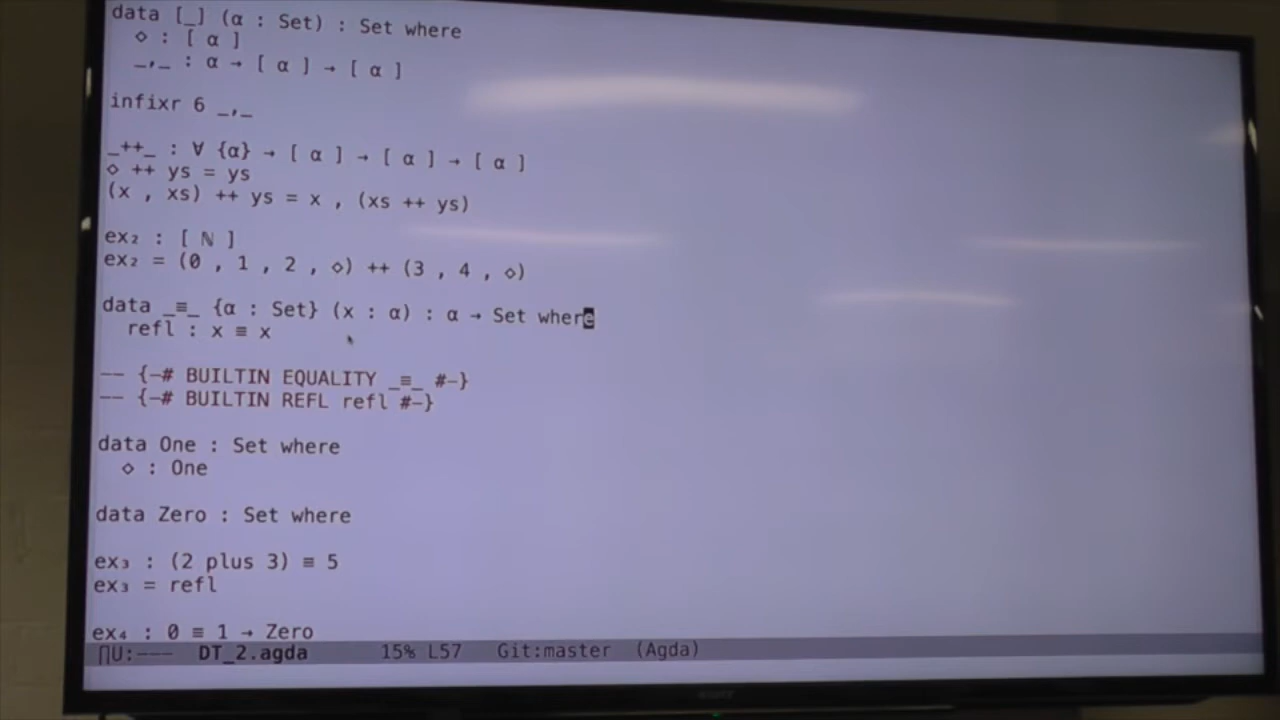 data [_] (α : Set) : Set where
◇ : [ α ]
_,_ : α → [ α ] → [ α ]
infixr 6 _,_
_++_ : ∀ {α} → [ α ] → [ α ] → [ α ]
◇ ++ ys = ys
(x , xs) ++ ys = x , (xs ++ ys)
ex₂ : [ ℕ ]
ex₂ = (0 , 1 , 2 , ◇) ++ (3 , 4 , ◇)
data _≡_ {α : Set} (x : α) : α → Set where
refl : x ≡ x
-- {-# BUILTIN EQUALITY _≡_ #-}
-- {-# BUILTIN REFL refl #-}
data One : Set where
◇ : One
data Zero : Set where
ex₃ : (2 plus 3) ≡ 5
ex₃ = refl
ex₄ : 0 ≡ 1 → Zero
∏U:--- DT_2.agda 15% L57 Git:master (Agda)